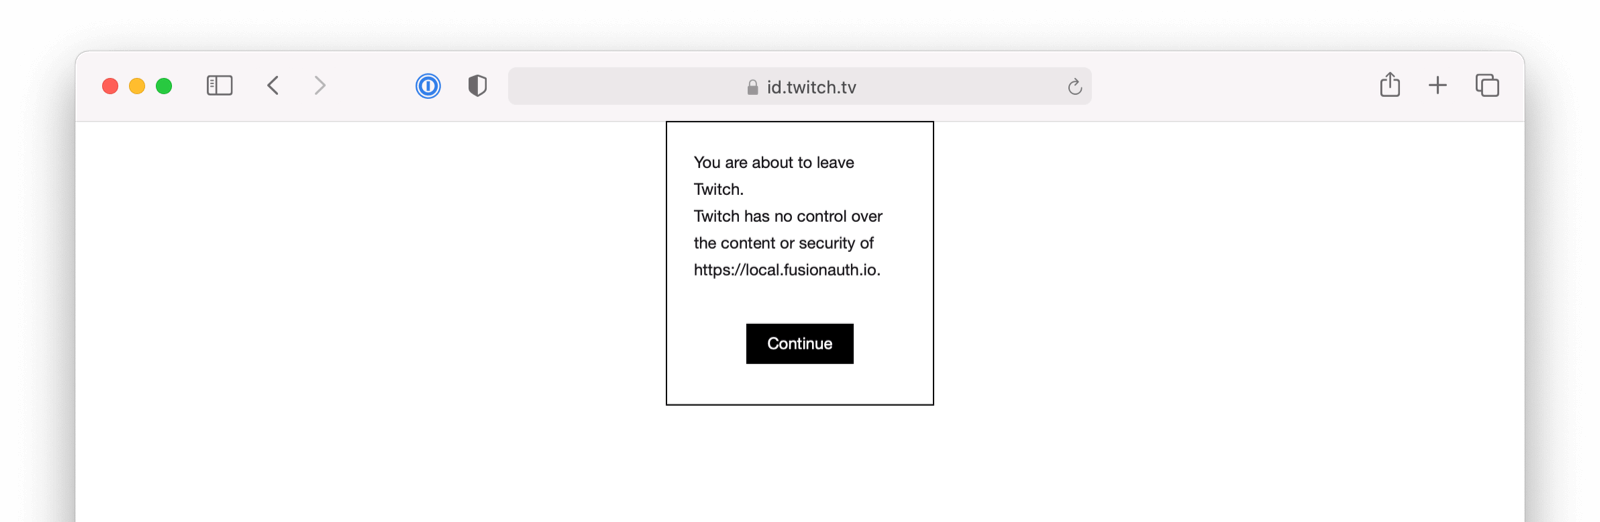 id.twitch.tv
You are about to leave
Twitch.
Twitch has no control over
the content or security of
https://local.fusionauth.io.
Continue